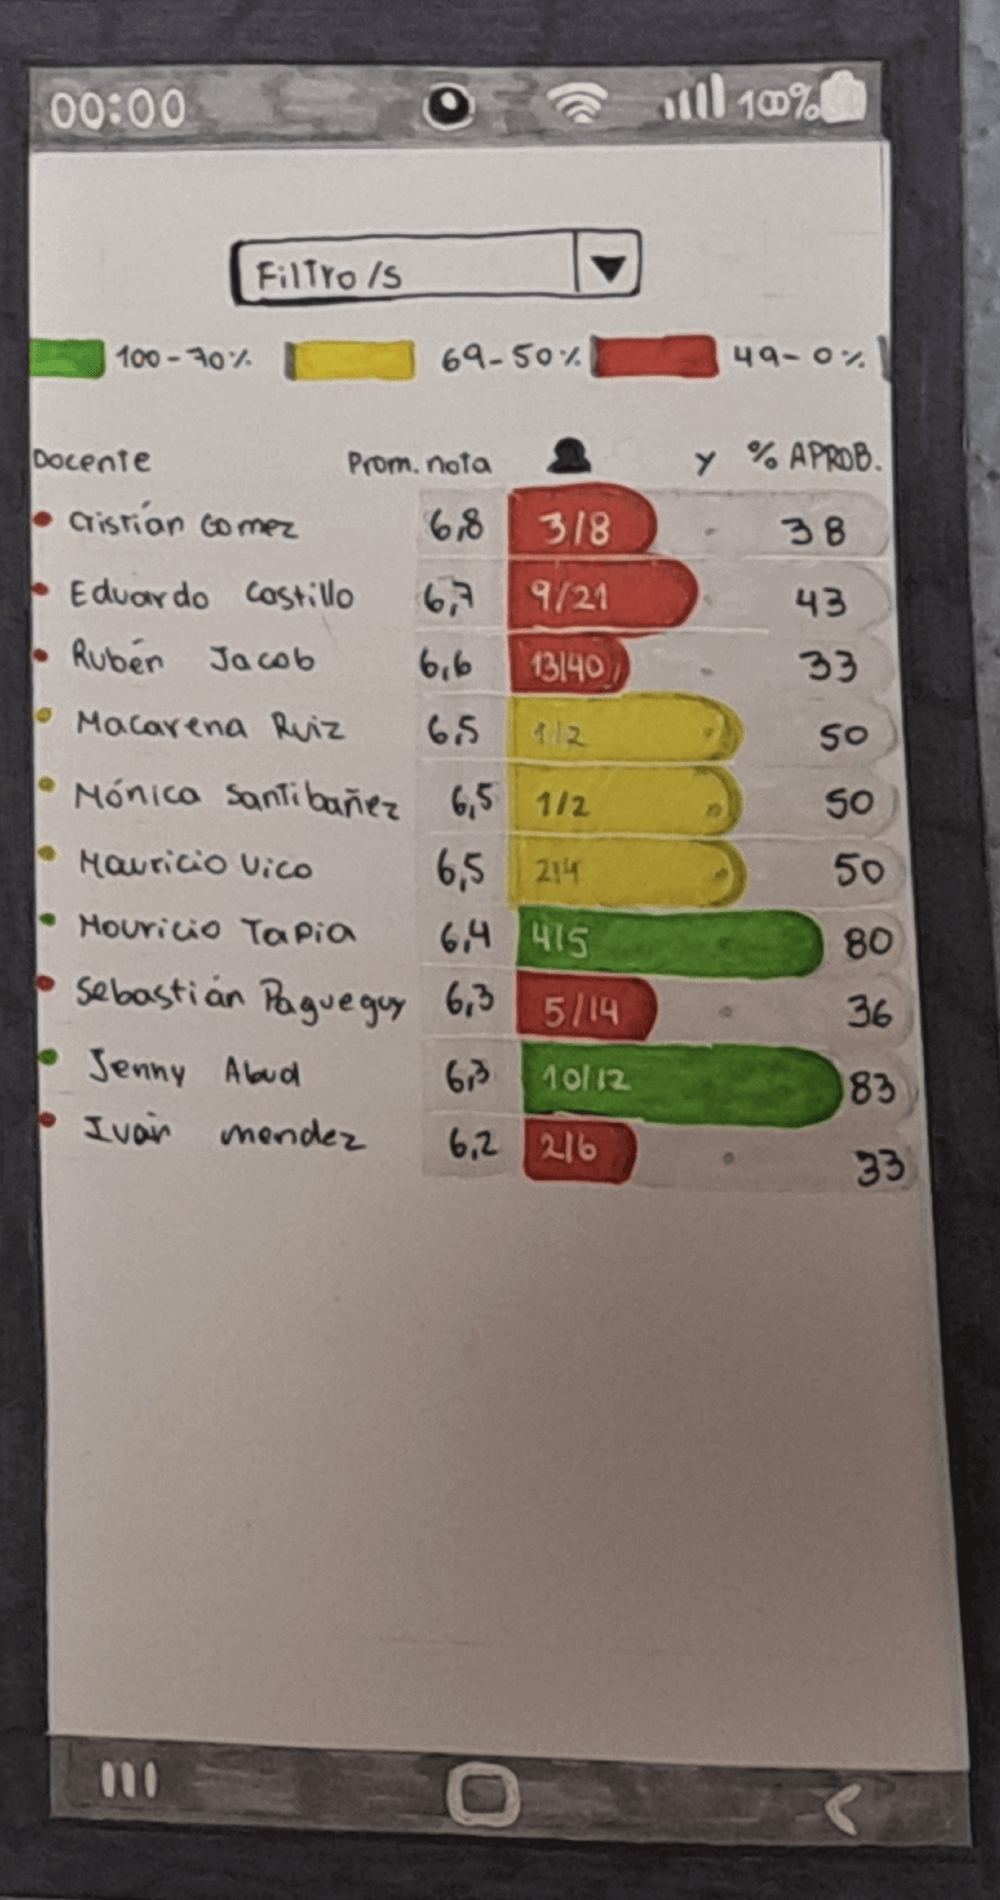 00:00 100%
Filtro/s
100-70% 69-50% 49-0%
Docente Prom. nota y % APROB.
Cristián Gomez 6,8 3/8 38
Eduardo Castillo 6,7 9/21 43
Rubén Jacob 6,6 13/40 33
Macarena Ruiz 6,5 1/2 50
Mónica Santibañez 6,5 1/2 50
Mauricio Vico 6,5 2/4 50
Mouricio Tapia 6,4 4/5 80
Sebastián Pagueguy 6,3 5/14 36
Jenny Abud 6,3 10/12 83
Iván mendez 6,2 2/6 33